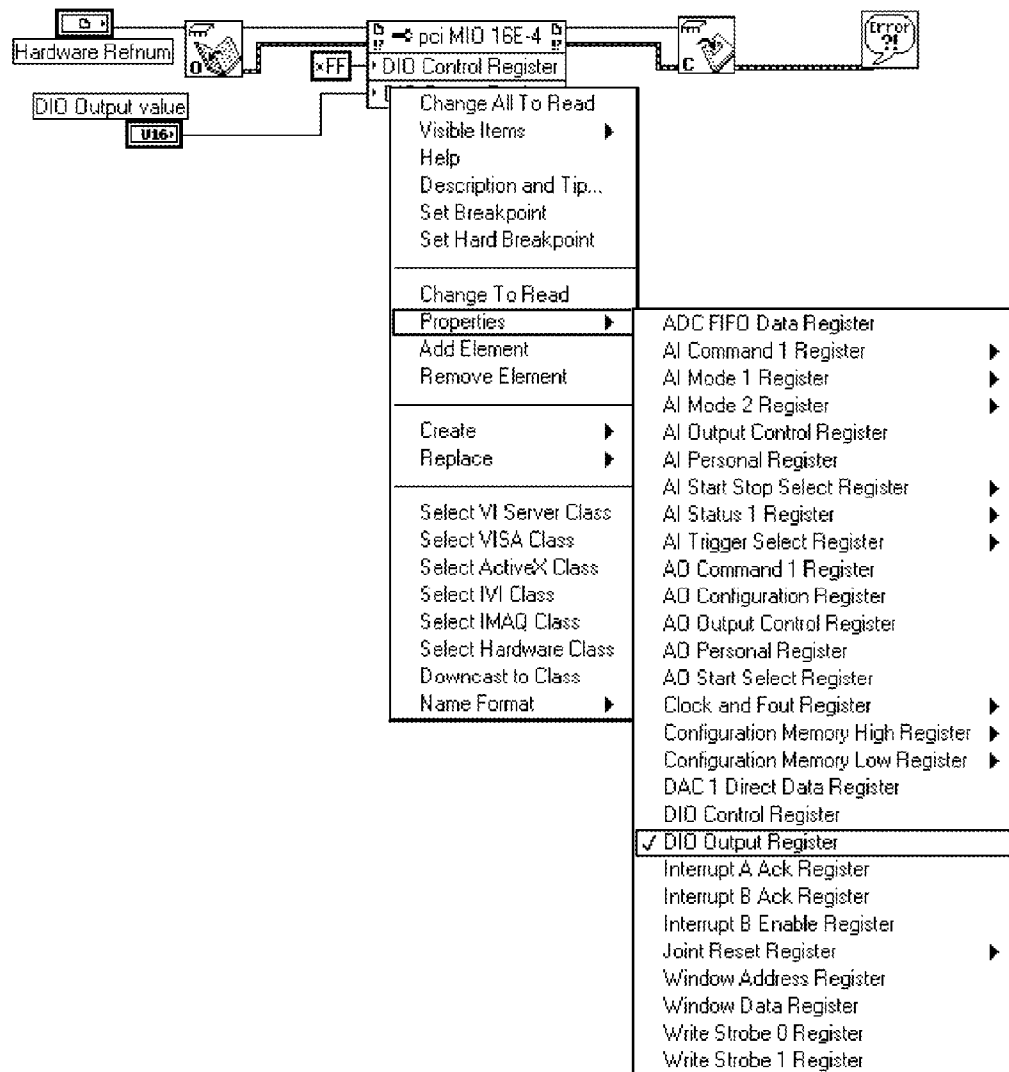 Hardware Refnum
O
pci MIO 16E-4
C
Error
?!
xFF
DIO Control Register
DIO Output value
U16
Change All To Read
Visible Items
Help
Description and Tip...
Set Breakpoint
Set Hard Breakpoint
Change To Read
Properties
Add Element
Remove Element
Create
Replace
Select VI Server Class
Select VISA Class
Select ActiveX Class
Select IVI Class
Select IMAQ Class
Select Hardware Class
Downcast to Class
Name Format
ADC FIFO Data Register
AI Command 1 Register
AI Mode 1 Register
AI Mode 2 Register
AI Output Control Register
AI Personal Register
AI Start Stop Select Register
AI Status 1 Register
AI Trigger Select Register
AO Command 1 Register
AO Configuration Register
AO Output Control Register
AO Personal Register
AO Start Select Register
Clock and Fout Register
Configuration Memory High Register
Configuration Memory Low Register
DAC 1 Direct Data Register
DIO Control Register
✓ DIO Output Register
Interrupt A Ack Register
Interrupt B Ack Register
Interrupt B Enable Register
Joint Reset Register
Window Address Register
Window Data Register
Write Strobe 0 Register
Write Strobe 1 Register